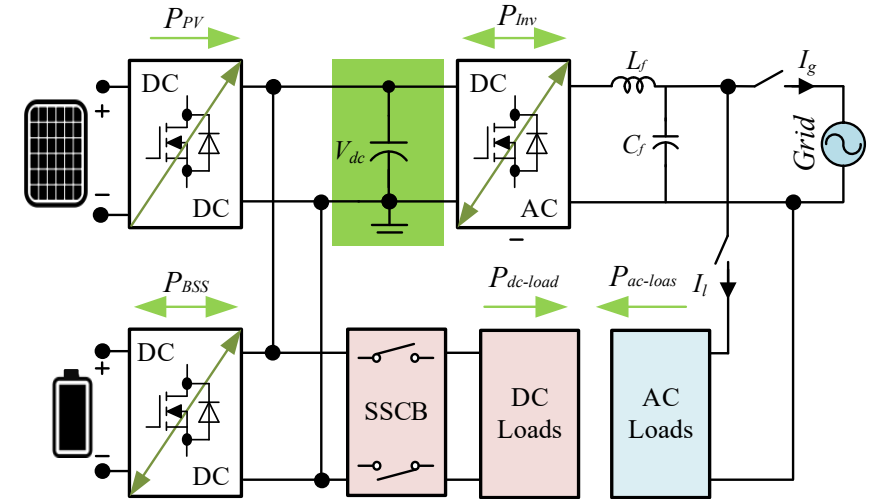 P_PV
P_Inv
DC
DC
+
−
V_dc
DC
AC
−
L_f
C_f
I_g
Grid
P_BSS
P_dc-load
P_ac-loas
I_l
DC
DC
+
−
SSCB
DC
Loads
AC
Loads